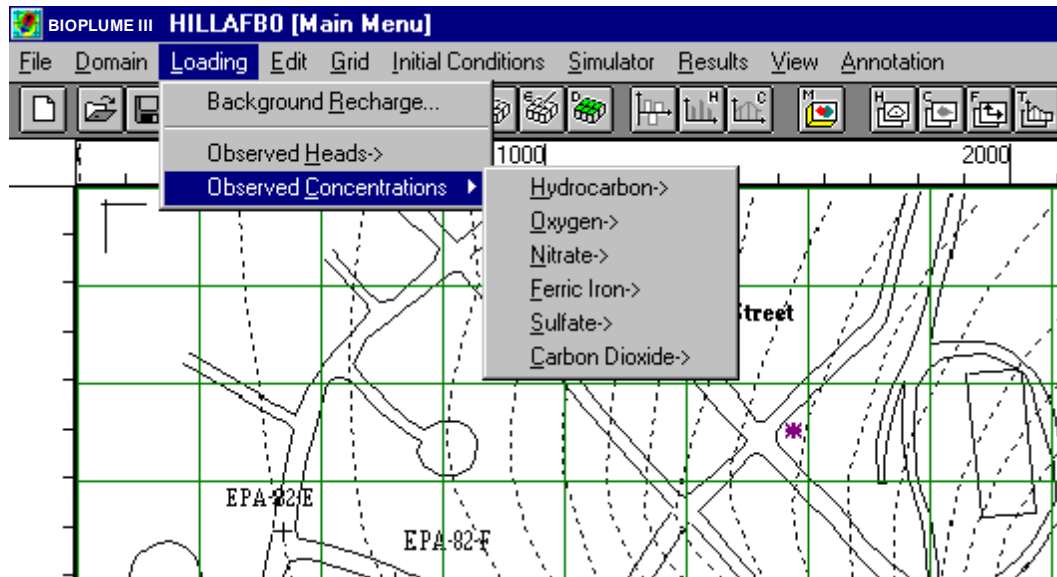 BIOPLUME III HILLAFB0 [Main Menu]
File Domain Loading Edit Grid Initial Conditions Simulator Results View Annotation
Background Recharge...
E D H C M H C F T
Observed Heads->
1000 2000
Observed Concentrations
Hydrocarbon->
Oxygen->
Nitrate->
Ferric Iron->
Street
Sulfate->
Carbon Dioxide->
EPA-82-E
EPA-82-F